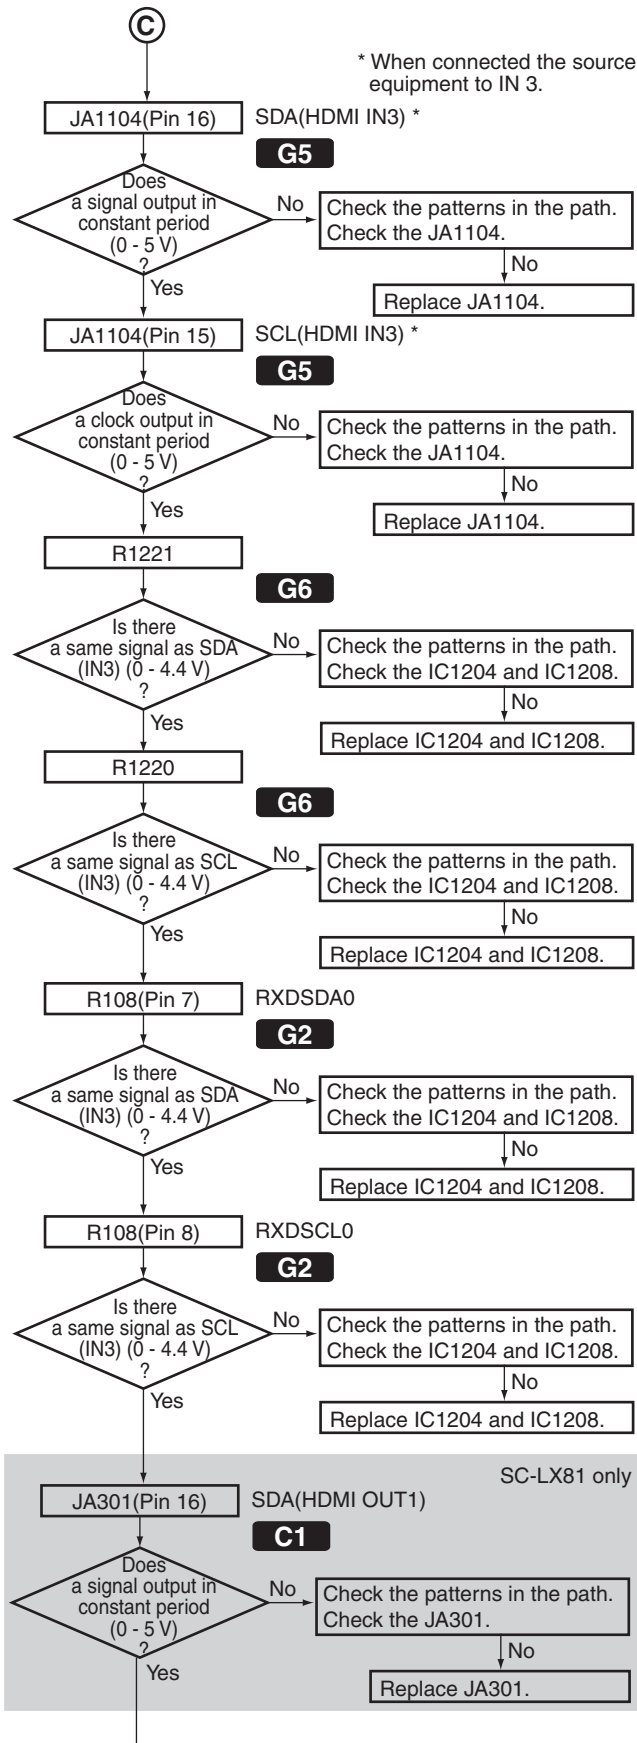 C
* When connected the source
equipment to IN 3.
JA1104(Pin 16)
SDA(HDMI IN3) *
G5
Does
a signal output in
constant period
(0 - 5 V)
?
No
Check the patterns in the path.
Check the JA1104.
No
Replace JA1104.
Yes
JA1104(Pin 15)
SCL(HDMI IN3) *
G5
Does
a clock output in
constant period
(0 - 5 V)
?
No
Check the patterns in the path.
Check the JA1104.
No
Replace JA1104.
Yes
R1221
G6
Is there
a same signal as SDA
(IN3) (0 - 4.4 V)
?
No
Check the patterns in the path.
Check the IC1204 and IC1208.
No
Replace IC1204 and IC1208.
Yes
R1220
G6
Is there
a same signal as SCL
(IN3) (0 - 4.4 V)
?
No
Check the patterns in the path.
Check the IC1204 and IC1208.
No
Replace IC1204 and IC1208.
Yes
R108(Pin 7)
RXDSDA0
G2
Is there
a same signal as SDA
(IN3) (0 - 4.4 V)
?
No
Check the patterns in the path.
Check the IC1204 and IC1208.
No
Replace IC1204 and IC1208.
Yes
R108(Pin 8)
RXDSCL0
G2
Is there
a same signal as SCL
(IN3) (0 - 4.4 V)
?
No
Check the patterns in the path.
Check the IC1204 and IC1208.
No
Replace IC1204 and IC1208.
Yes
SC-LX81 only
JA301(Pin 16)
SDA(HDMI OUT1)
C1
Does
a signal output in
constant period
(0 - 5 V)
?
No
Check the patterns in the path.
Check the JA301.
No
Replace JA301.
Yes